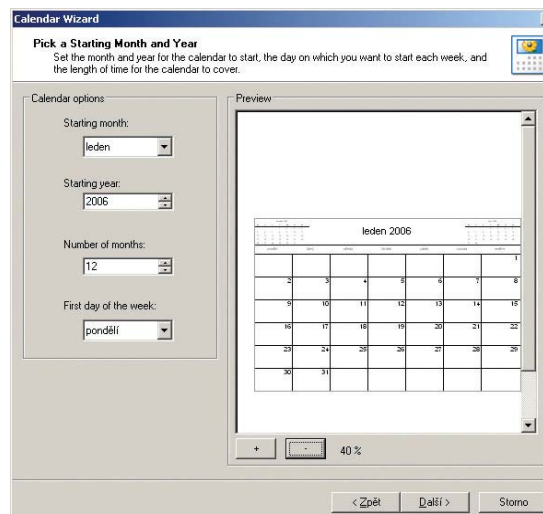 Calendar Wizard
Pick a Starting Month and Year
Set the month and year for the calendar to start, the day on which you want to start each week, and
the length of time for the calendar to cover.
Calendar options
Preview
Starting month:
leden
Starting year:
2006
Number of months:
12
First day of the week:
pondělí
leden 2006
1
2 3 4 5 6 7 8
9 10 11 12 13 14 15
16 17 18 19 20 21 22
23 24 25 26 27 28 29
30 31
+ - 40 %
< Zpět Další > Storno